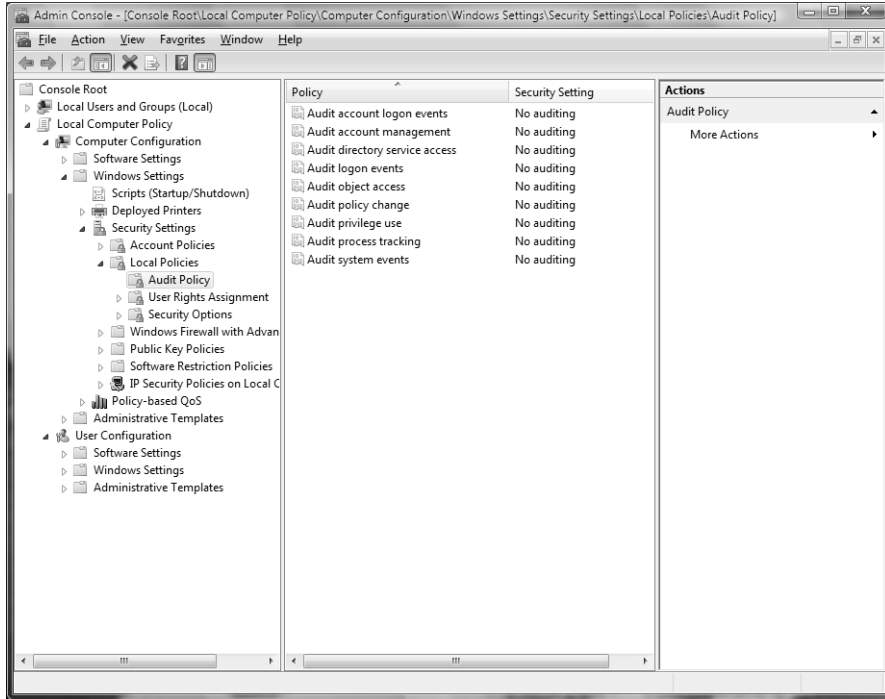 Admin Console - [Console Root\Local Computer Policy\Computer Configuration\Windows Settings\Security Settings\Local Policies\Audit Policy]
File Action View Favorites Window Help
Console Root
Local Users and Groups (Local)
Local Computer Policy
Computer Configuration
Software Settings
Windows Settings
Scripts (Startup/Shutdown)
Deployed Printers
Security Settings
Account Policies
Local Policies
Audit Policy
User Rights Assignment
Security Options
Windows Firewall with Advan
Public Key Policies
Software Restriction Policies
IP Security Policies on Local C
Policy-based QoS
Administrative Templates
User Configuration
Software Settings
Windows Settings
Administrative Templates
Policy Security Setting
Audit account logon events No auditing
Audit account management No auditing
Audit directory service access No auditing
Audit logon events No auditing
Audit object access No auditing
Audit policy change No auditing
Audit privilege use No auditing
Audit process tracking No auditing
Audit system events No auditing
Actions
Audit Policy
More Actions